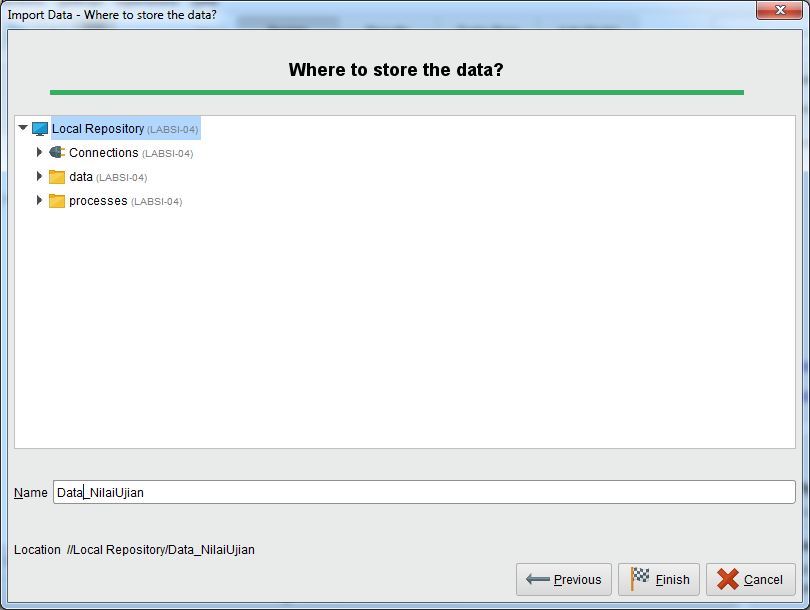 Import Data - Where to store the data?
Where to store the data?
Local Repository (LABSI-04)
Connections (LABSI-04)
data (LABSI-04)
processes (LABSI-04)
Name Data_NilaiUjian
Location //Local Repository/Data_NilaiUjian
Previous Finish Cancel